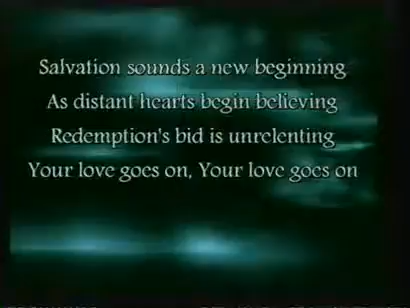 Salvation sounds a new beginning
As distant hearts begin believing
Redemption's bid is unrelenting
Your love goes on, Your love goes on